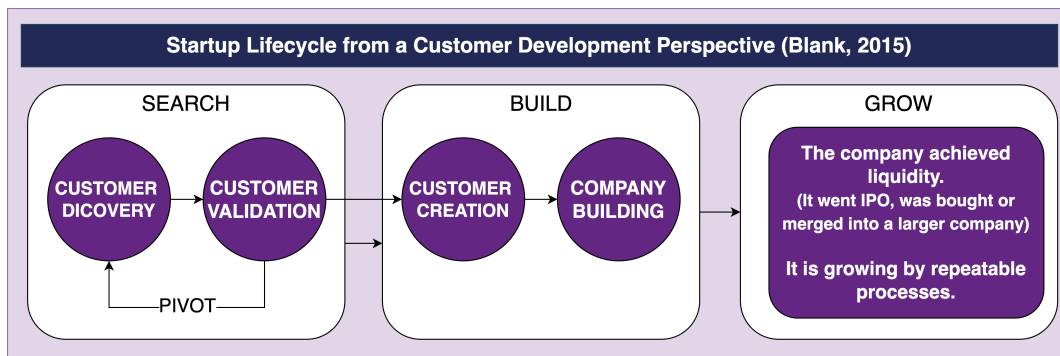 Startup Lifecycle from a Customer Development Perspective (Blank, 2015)
SEARCH
CUSTOMER
DICOVERY
CUSTOMER
VALIDATION
PIVOT
BUILD
CUSTOMER
CREATION
COMPANY
BUILDING
GROW
The company achieved
liquidity.
(It went IPO, was bought or
merged into a larger company)
It is growing by repeatable
processes.